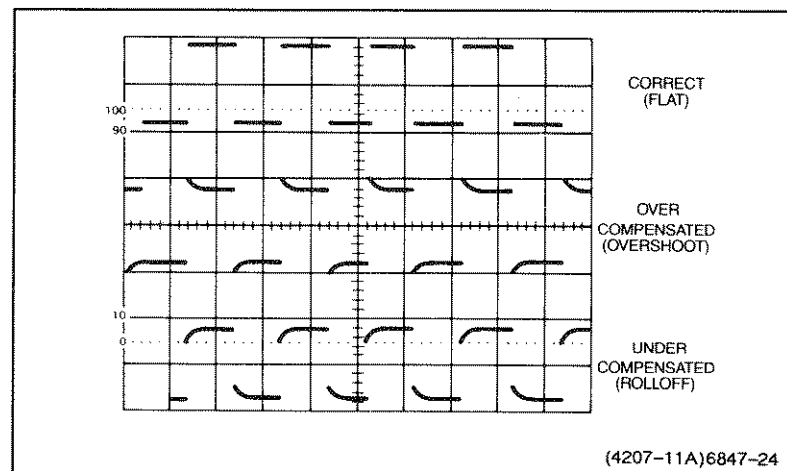 CORRECT
(FLAT)
100
90
OVER
COMPENSATED
(OVERSHOOT)
10
0
UNDER
COMPENSATED
(ROLLOFF)
(4207-11A)6847-24